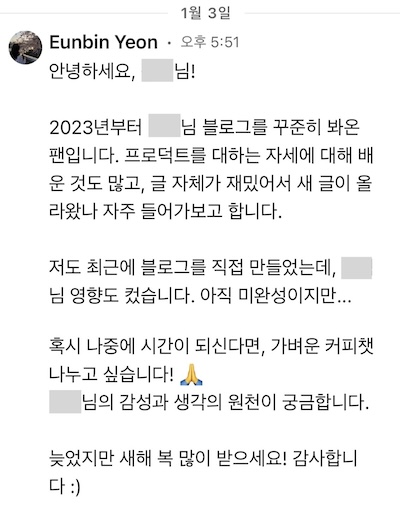 1월 3일
Eunbin Yeon · 오후 5:51
안녕하세요, 님!
2023년부터 님 블로그를 꾸준히 봐온
팬입니다. 프로덕트를 대하는 자세에 대해 배
운 것도 많고, 글 자체가 재밌어서 새 글이 올
라왔나 자주 들어가보고 합니다.
저도 최근에 블로그를 직접 만들었는데,
님 영향도 컸습니다. 아직 미완성이지만...
혹시 나중에 시간이 되신다면, 가벼운 커피챗
나누고 싶습니다! 🙏
님의 감성과 생각의 원천이 궁금합니다.
늦었지만 새해 복 많이 받으세요! 감사합니
다 :)